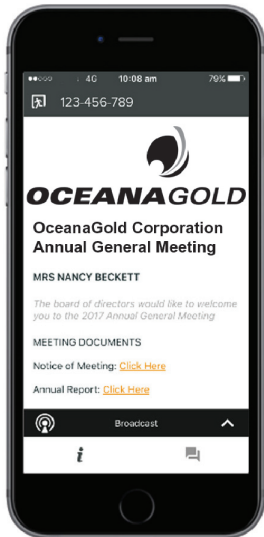 4G 10:08 am 79%
123-456-789
OCEANAGOLD
OceanaGold Corporation
Annual General Meeting
MRS NANCY BECKETT
The board of directors would like to welcome
you to the 2017 Annual General Meeting
MEETING DOCUMENTS
Notice of Meeting: Click Here
Annual Report: Click Here
Broadcast
i